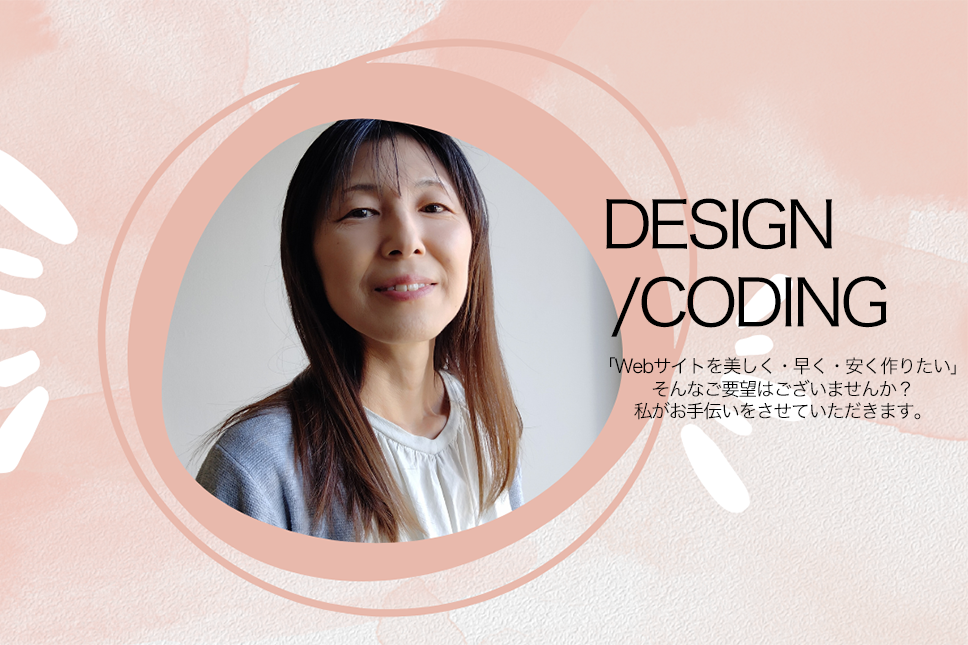 DESIGN
/CODING
「Webサイトを美しく・早く・安く作りたい」
そんなご要望はございませんか？
私がお手伝いをさせていただきます。